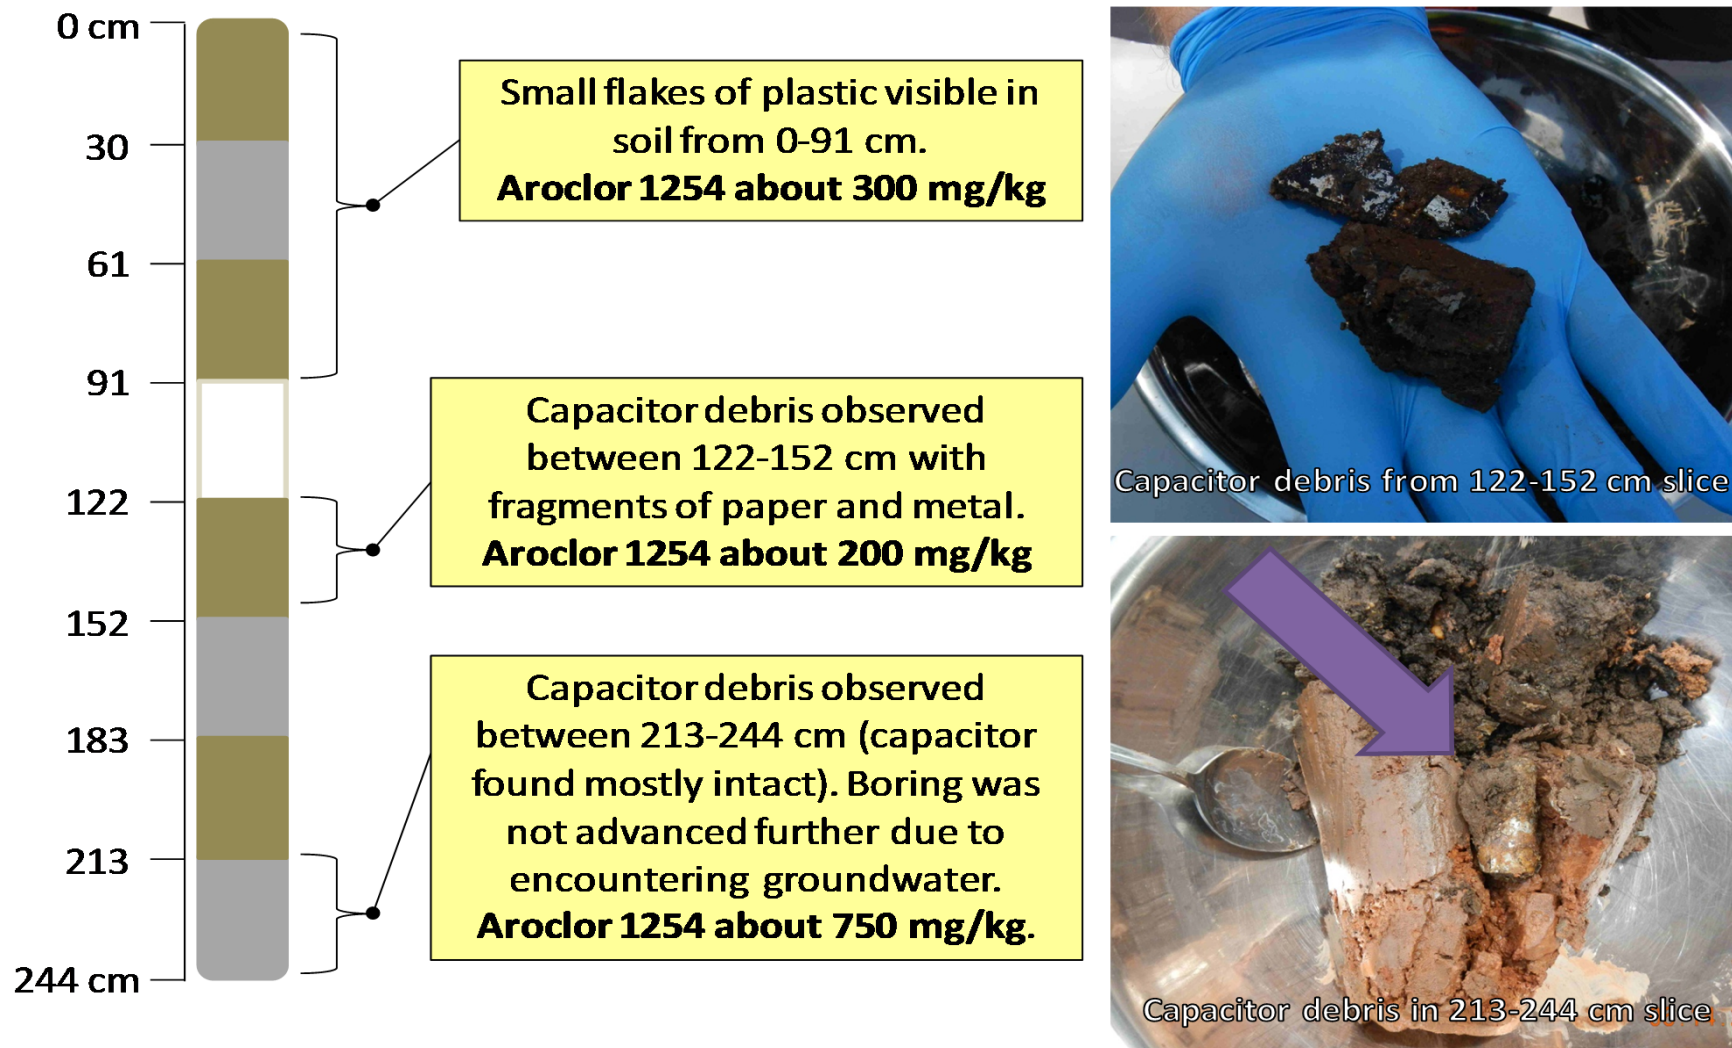 0 cm
30
61
91
122
152
183
213
244 cm
Small flakes of plastic visible in
soil from 0-91 cm.
Aroclor 1254 about 300 mg/kg
Capacitor debris observed
between 122-152 cm with
fragments of paper and metal.
Aroclor 1254 about 200 mg/kg
Capacitor debris observed
between 213-244 cm (capacitor
found mostly intact). Boring was
not advanced further due to
encountering groundwater.
Aroclor 1254 about 750 mg/kg.
Capacitor debris from 122-152 cm slice
Capacitor debris in 213-244 cm slice